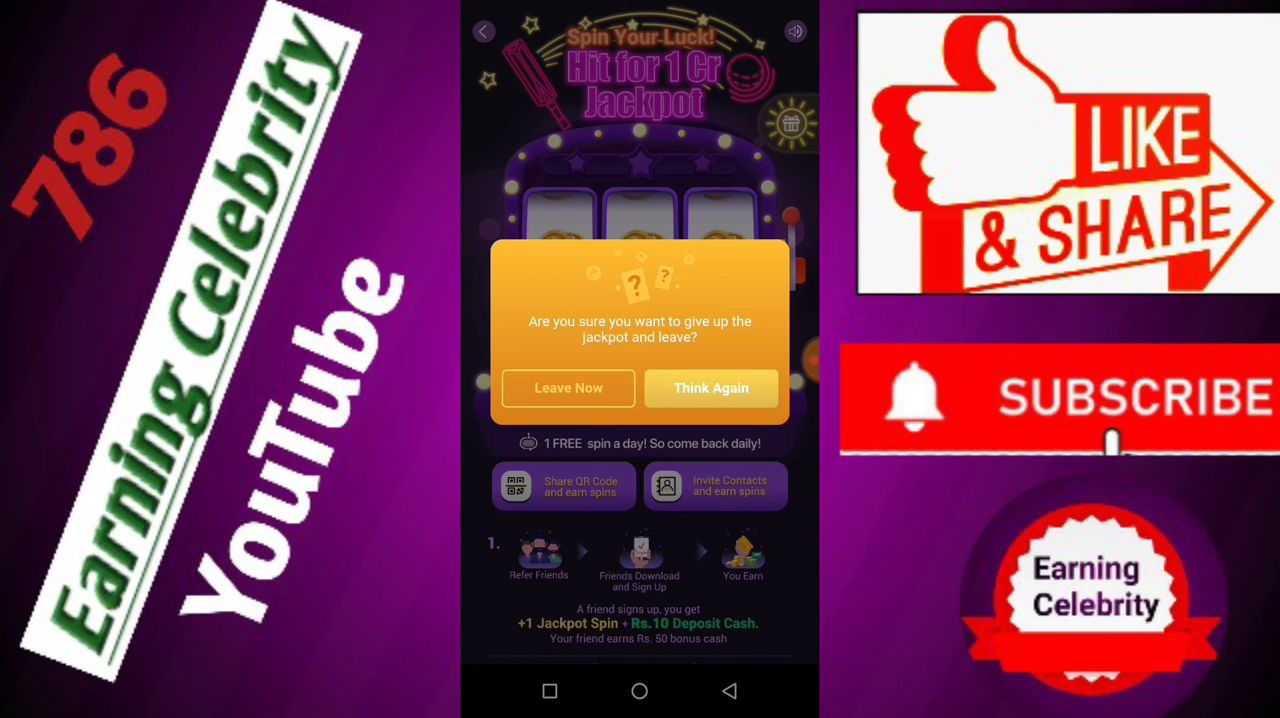 786
Earning Celebrity
YouTube
Spin Your Luck!
Hit for 1 Cr
Jackpot
Are you sure you want to give up the
jackpot and leave?
Leave Now
Think Again
1 FREE spin a day! So come back daily!
Share QR Code
and earn spins
Invite Contacts
and earn spins
1.
Refer Friends
Friends Download
and Sign Up
You Earn
A friend signs up, you get
+1 Jackpot Spin + Rs.10 Deposit Cash.
Your friend earns Rs. 50 bonus cash
LIKE
& SHARE
SUBSCRIBE
Earning
Celebrity